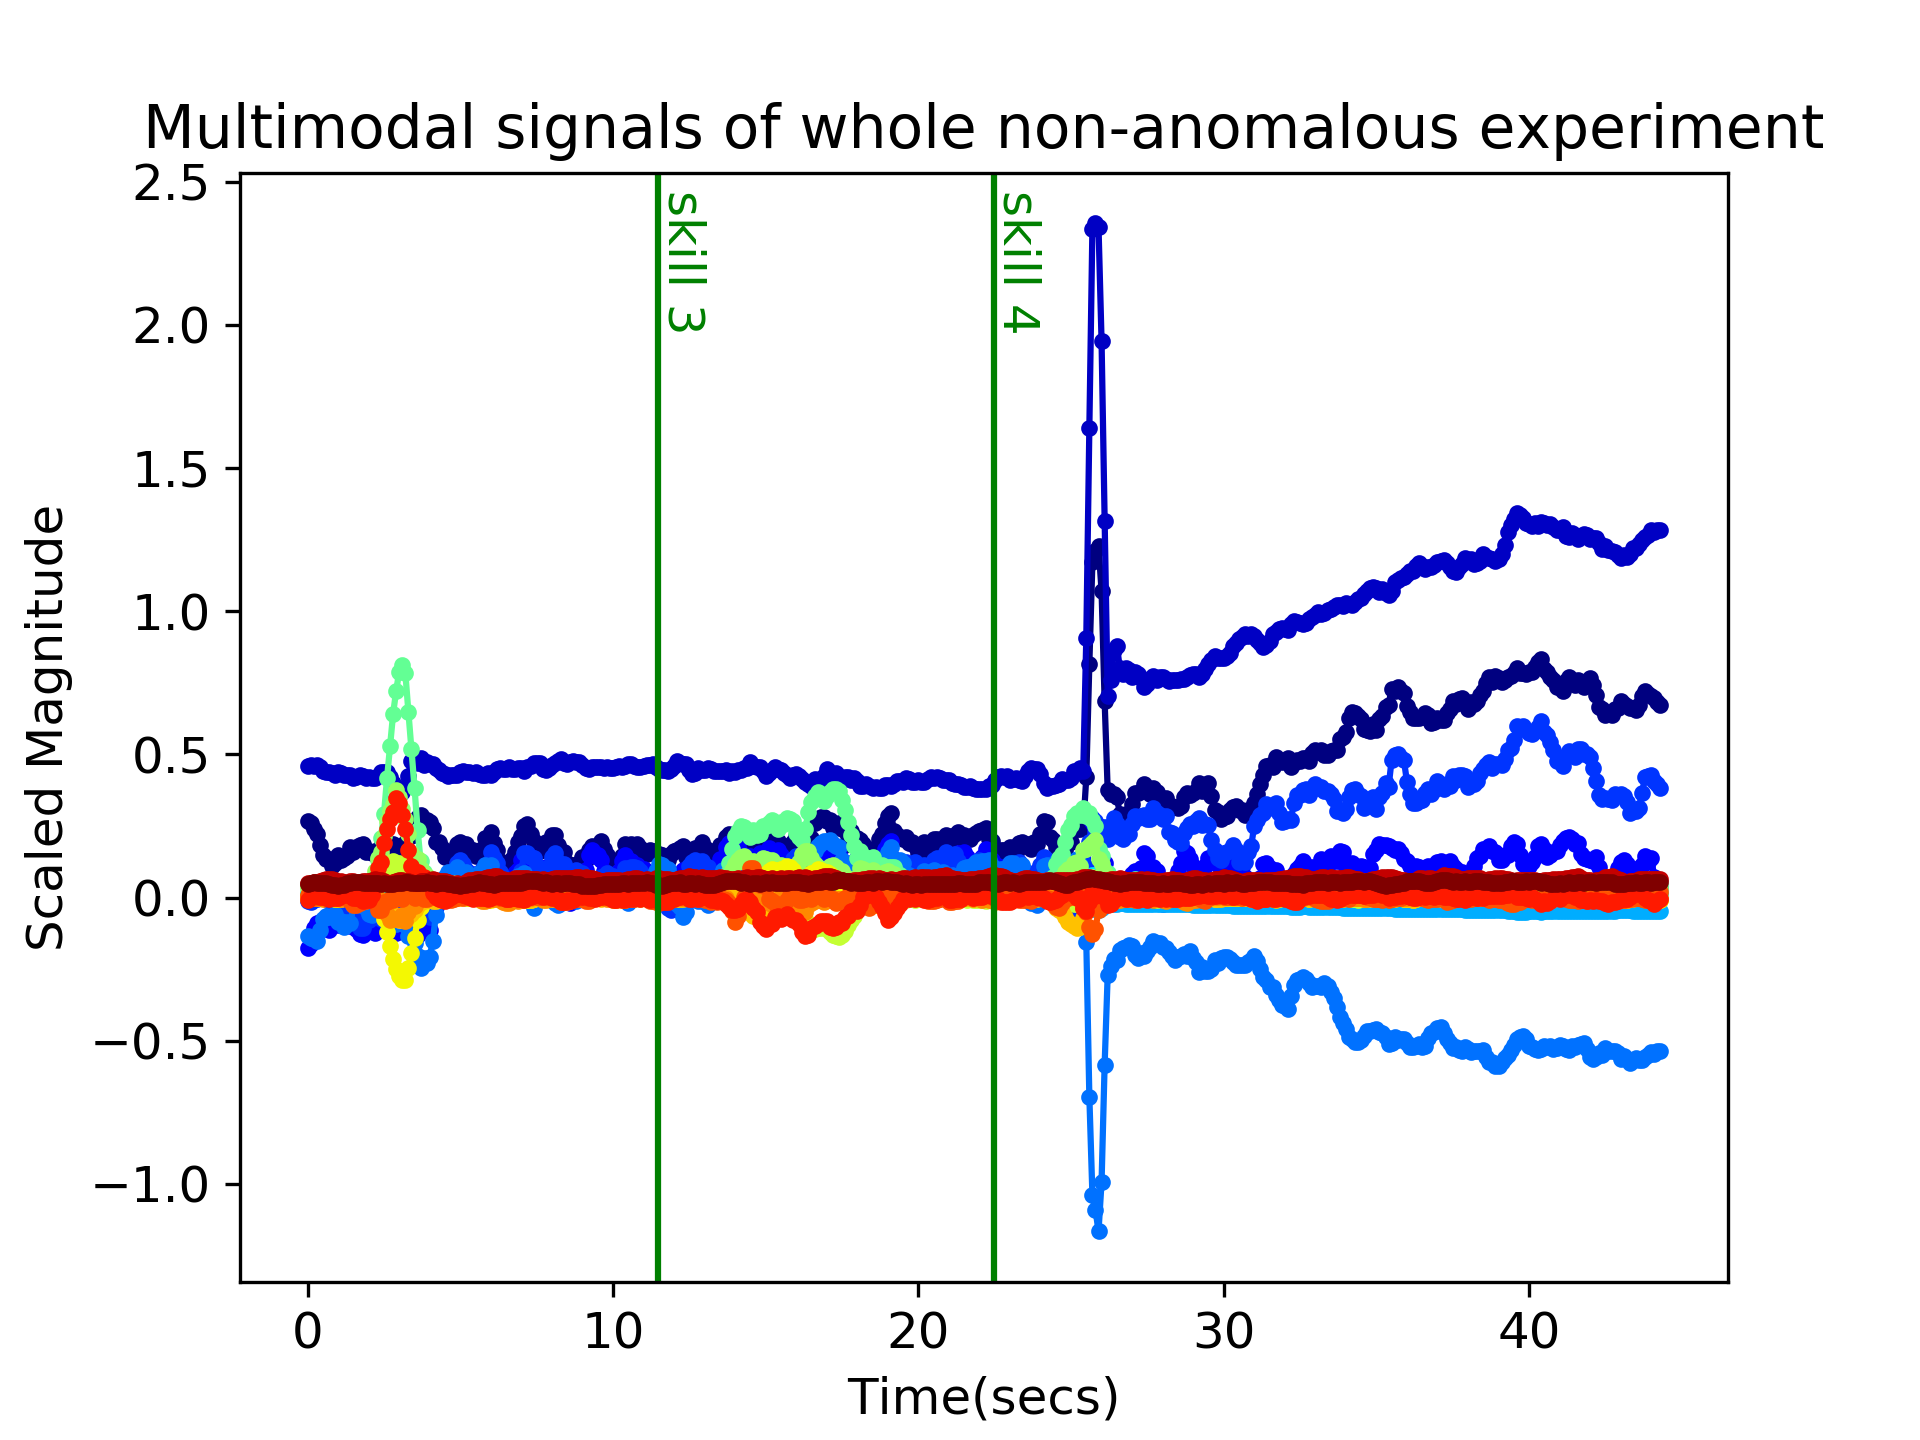 Multimodal signals of whole non-anomalous experiment
2.5
2.0
1.5
1.0
0.5
0.0
−0.5
−1.0
Scaled Magnitude
skill 3
skill 4
0 10 20 30 40
Time(secs)